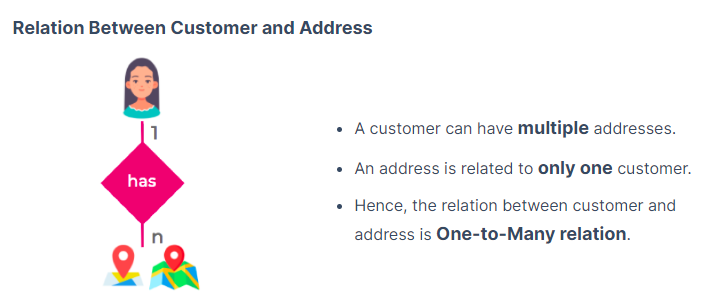 Relation Between Customer and Address
1
has
n
• A customer can have multiple addresses.
• An address is related to only one customer.
• Hence, the relation between customer and
address is One-to-Many relation.